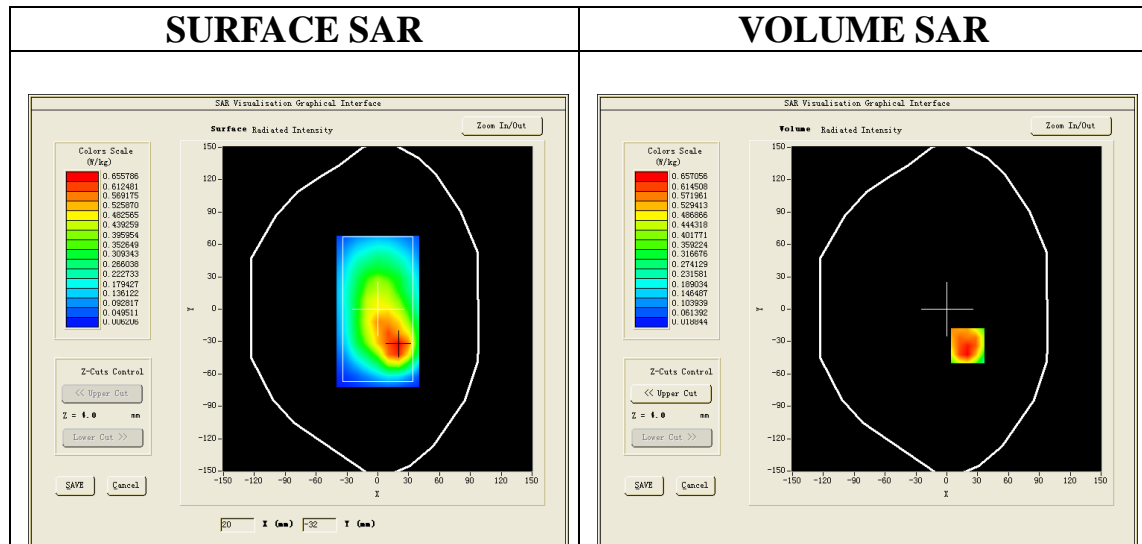 SURFACE SAR
VOLUME SAR
SAR Visualisation Graphical Interface
Surface Radiated Intensity
Zoom In/Out
Colors Scale
(W/kg)
0.655786
0.612481
0.569175
0.525870
0.482565
0.439259
0.395954
0.352649
0.309343
0.266038
0.222733
0.179427
0.136122
0.092817
0.049511
0.006206
150
120
90
60
30
0
-30
-60
-90
-120
-150
Y
-150 -120 -90 -60 -30 0 30 60 90 120 150
X
Z-Cuts Control
<< Upper Cut
Z = 4.0 mm
Lower Cut >>
SAVE Cancel
20 X (mm) -32 Y (mm)
SAR Visualisation Graphical Interface
Volume Radiated Intensity
Zoom In/Out
Colors Scale
(W/kg)
0.657056
0.614508
0.571961
0.529413
0.486866
0.444318
0.401771
0.359224
0.316676
0.274129
0.231581
0.189034
0.146487
0.103939
0.061392
0.018844
150
120
90
60
30
0
-30
-60
-90
-120
-150
Y
-150 -120 -90 -60 -30 0 30 60 90 120 150
X
Z-Cuts Control
<< Upper Cut
Z = 4.0 mm
Lower Cut >>
SAVE Cancel